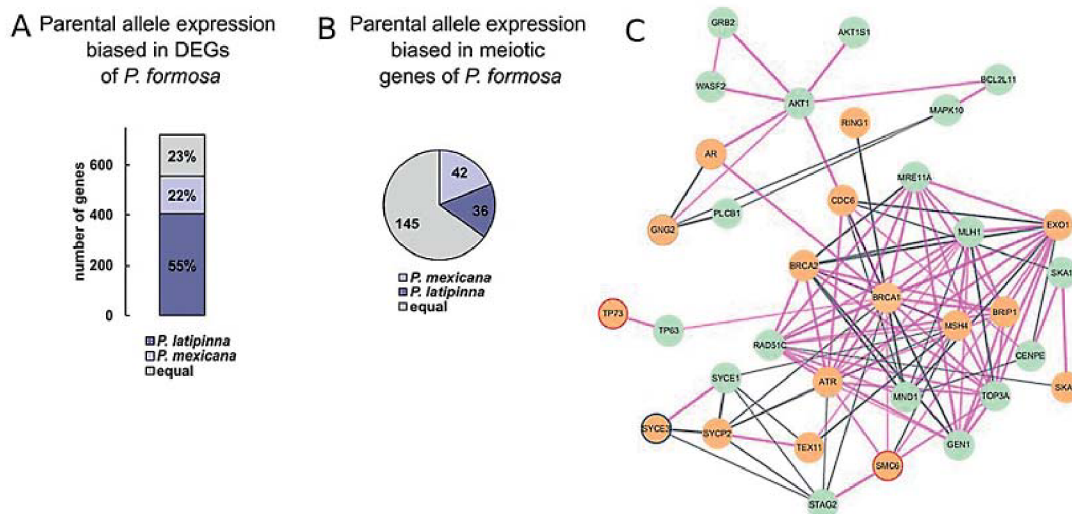 A
Parental allele expression
biased in DEGs
of P. formosa
number of genes
600
400
200
0
23%
22%
55%
P. latipinna
P. mexicana
equal
B
Parental allele expression
biased in meiotic
genes of P. formosa
42
36
145
P. mexicana
P. latipinna
equal
C
GRB2
AKT1S1
WASF2
BCL2L11
AKT1
MAPK10
RING1
AR
MRE11A
PLCB1
CDC6
GNG2
MLH1
EXO1
BRCA2
SKA1
BRCA1
TP73
BRIP1
TP63
MSH4
RAD51C
CENPE
SYCE1
ATR
SKA
MND1
TOP3A
SYCE3
SYCP2
TEX11
GEN1
SMC6
STAG2